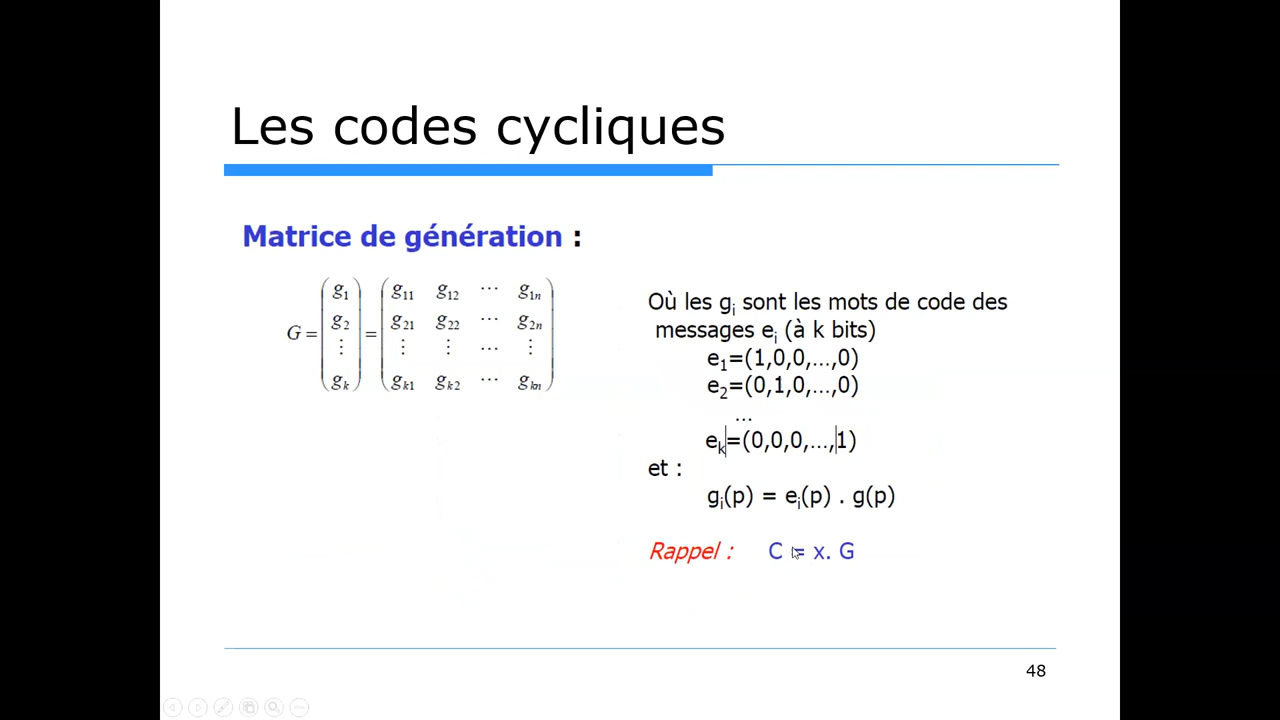 Les codes cycliques
Matrice de génération :
G = ( g1 g2 ⋮ gk ) = ( g11 g12 ⋯ g1n
g21 g22 ⋯ g2n
⋮ ⋮ ⋯ ⋮
gk1 gk2 ⋯ gkn )
Où les gi sont les mots de code des
messages ei (à k bits)
e1=(1,0,0,…,0)
e2=(0,1,0,…,0)
…
ek=(0,0,0,…,1)
et :
gi(p) = ei(p) . g(p)
Rappel : C = x. G
48